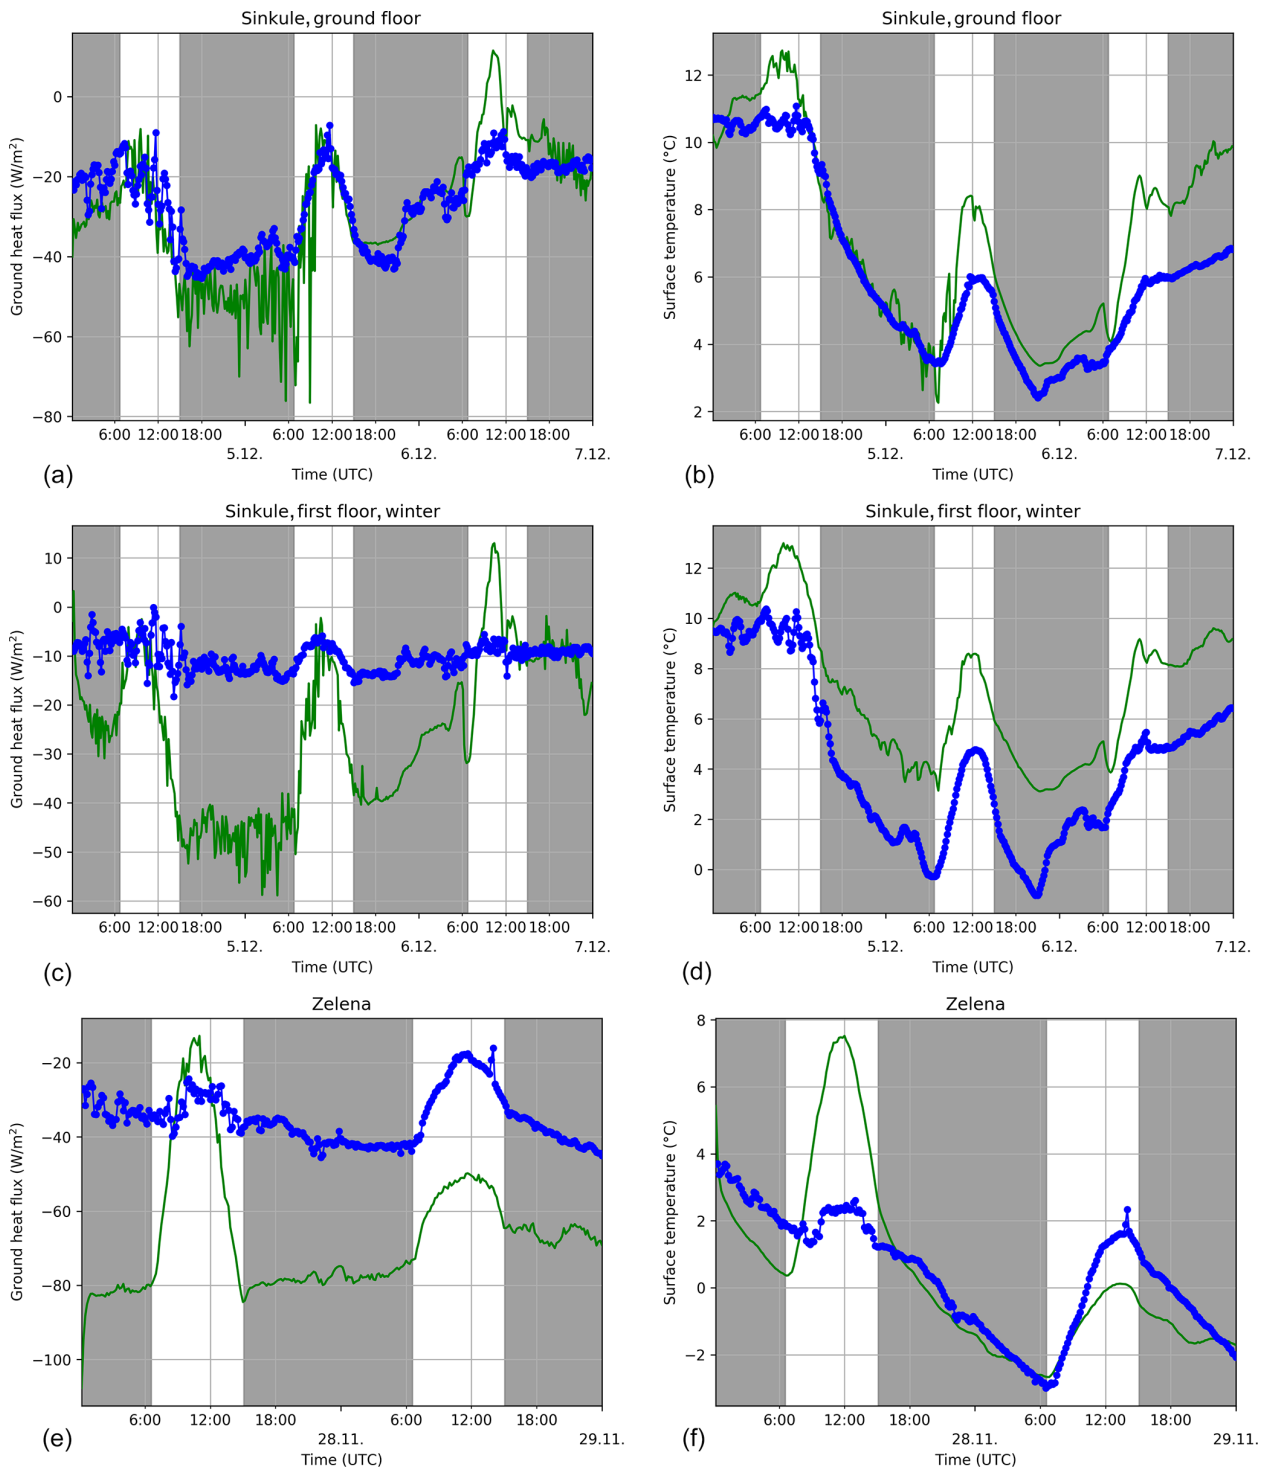 Sinkule, ground floor
Ground heat flux (W/m²)
0
−20
−40
−60
−80
6:00 12:00 18:00 6:00 12:00 18:00 6:00 12:00 18:00
5.12. 6.12. 7.12.
Time (UTC)
(a)
Sinkule, ground floor
Surface temperature (°C)
12
10
8
6
4
2
6:00 12:00 18:00 6:00 12:00 18:00 6:00 12:00 18:00
5.12. 6.12. 7.12.
Time (UTC)
(b)
Sinkule, first floor, winter
Ground heat flux (W/m²)
10
0
−10
−20
−30
−40
−50
−60
6:00 12:00 18:00 6:00 12:00 18:00 6:00 12:00 18:00
5.12. 6.12. 7.12.
Time (UTC)
(c)
Sinkule, first floor, winter
Surface temperature (°C)
12
10
8
6
4
2
0
6:00 12:00 18:00 6:00 12:00 18:00 6:00 12:00 18:00
5.12. 6.12. 7.12.
Time (UTC)
(d)
Zelena
Ground heat flux (W/m²)
−20
−40
−60
−80
−100
6:00 12:00 18:00 6:00 12:00 18:00
28.11. 29.11.
Time (UTC)
(e)
Zelena
Surface temperature (°C)
8
6
4
2
0
−2
6:00 12:00 18:00 6:00 12:00 18:00
28.11. 29.11.
Time (UTC)
(f)